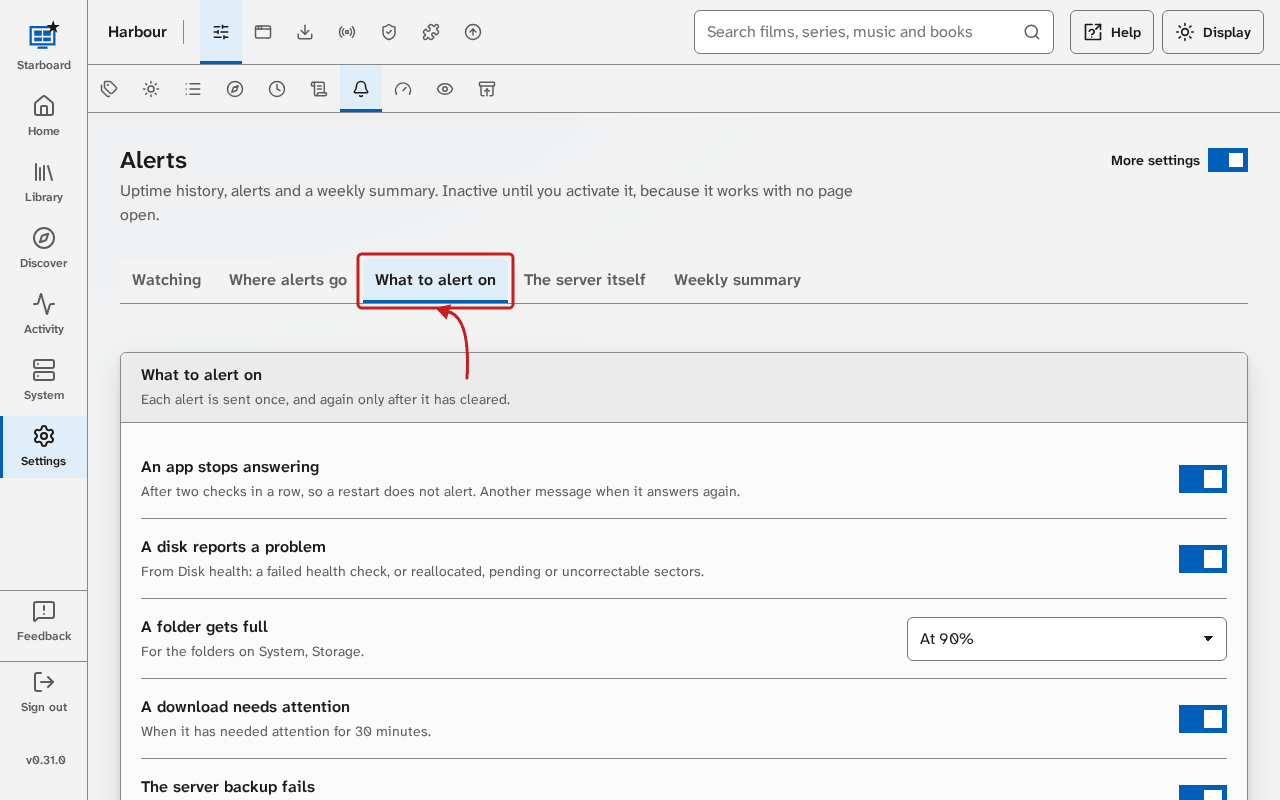 Starboard
Home
Library
Discover
Activity
System
Settings
Feedback
Sign out
v0.31.0
Harbour
Search films, series, music and books
Help
Display
Alerts
More settings
Uptime history, alerts and a weekly summary. Inactive until you activate it, because it works with no page
open.
Watching
Where alerts go
What to alert on
The server itself
Weekly summary
What to alert on
Each alert is sent once, and again only after it has cleared.
An app stops answering
After two checks in a row, so a restart does not alert. Another message when it answers again.
A disk reports a problem
From Disk health: a failed health check, or reallocated, pending or uncorrectable sectors.
A folder gets full
For the folders on System, Storage.
At 90%
A download needs attention
When it has needed attention for 30 minutes.
The server backup fails